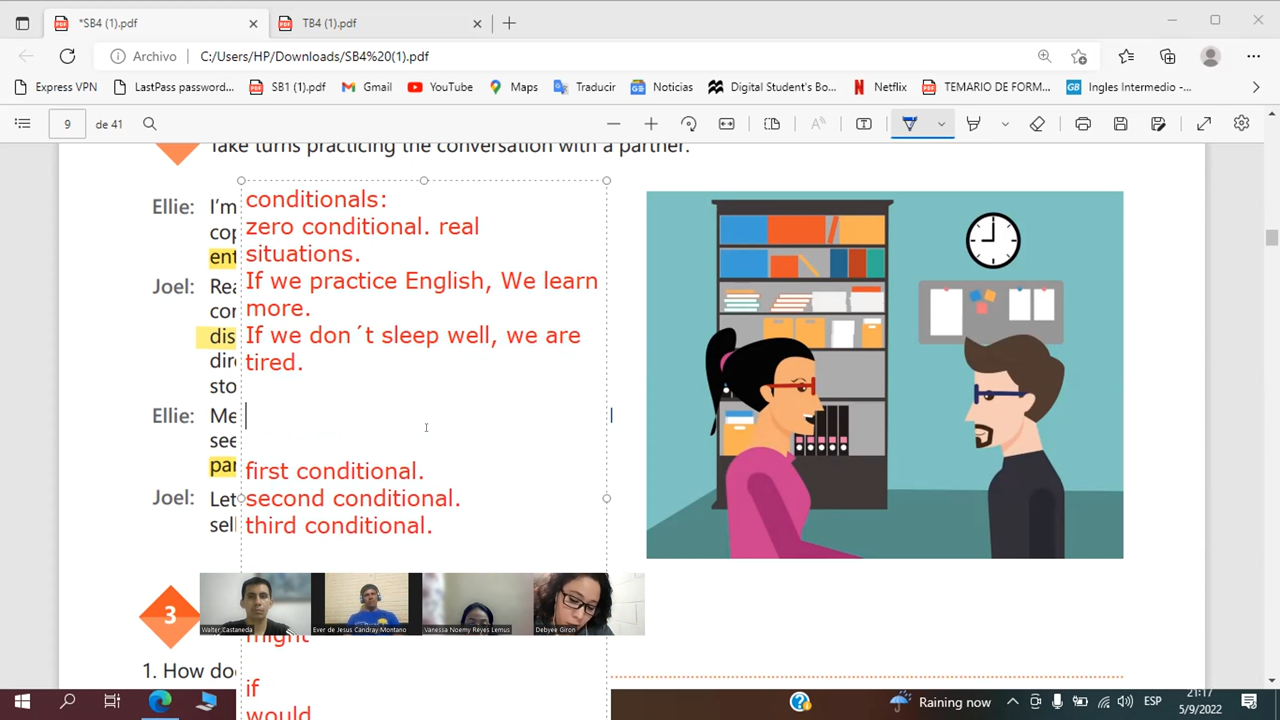 *SB4 (1).pdf
TB4 (1).pdf
Archivo
C:/Users/HP/Downloads/SB4%20(1).pdf
Express VPN
LastPass password...
SB1 (1).pdf
Gmail
YouTube
Maps
Traducir
Noticias
Digital Student's Bo...
Netflix
TEMARIO DE FORM...
Ingles Intermedio -...
9 de 41
Take turns practicing the conversation with a partner.
Ellie: I'm
cop
ent
Joel: Rea
con
dis
dire
sto
Ellie: Me
see
par
Joel: Let
sell
conditionals:
zero conditional. real
situations.
If we practice English, We learn
more.
If we don´t sleep well, we are
tired.
first conditional.
second conditional.
third conditional.
might
if
would
Walter Castaneda
Ever de Jesus Candray Montano
Vanessa Noemy Reyes Lemus
Debyee Giron
3
1. How doe
Raining now
ESP
21:17
5/9/2022